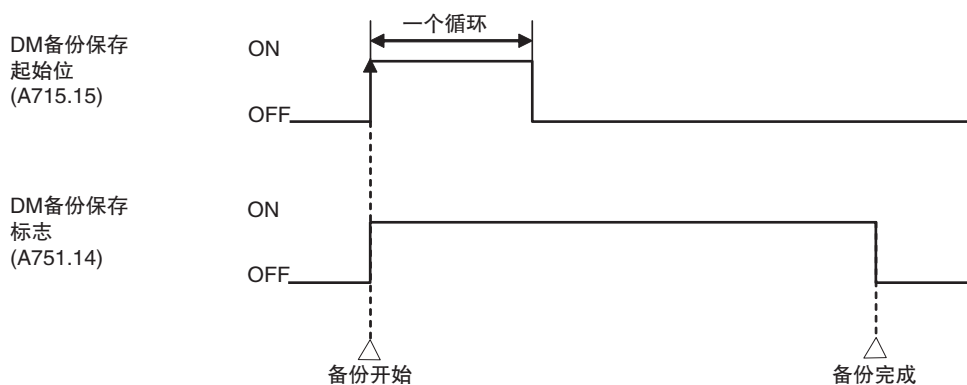 一个循环
DM备份保存
起始位
(A715.15)
ON
OFF
DM备份保存
标志
(A751.14)
ON
OFF
备份开始
备份完成